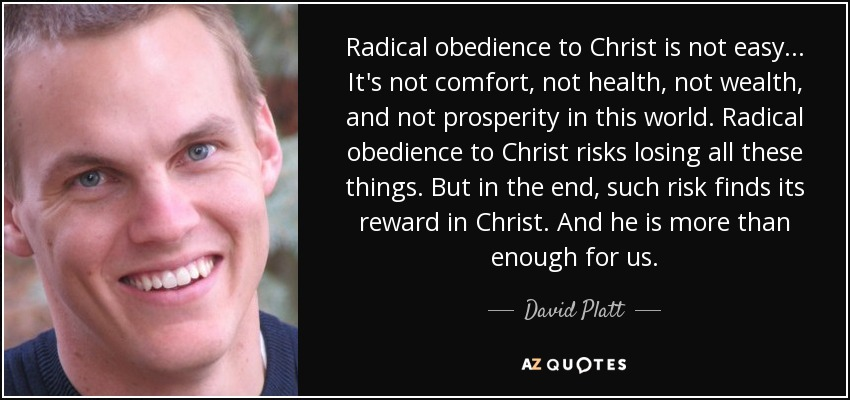 Radical obedience to Christ is not easy...
It's not comfort, not health, not wealth,
and not prosperity in this world. Radical
obedience to Christ risks losing all these
things. But in the end, such risk finds its
reward in Christ. And he is more than
enough for us.
David Platt
AZ QUOTES